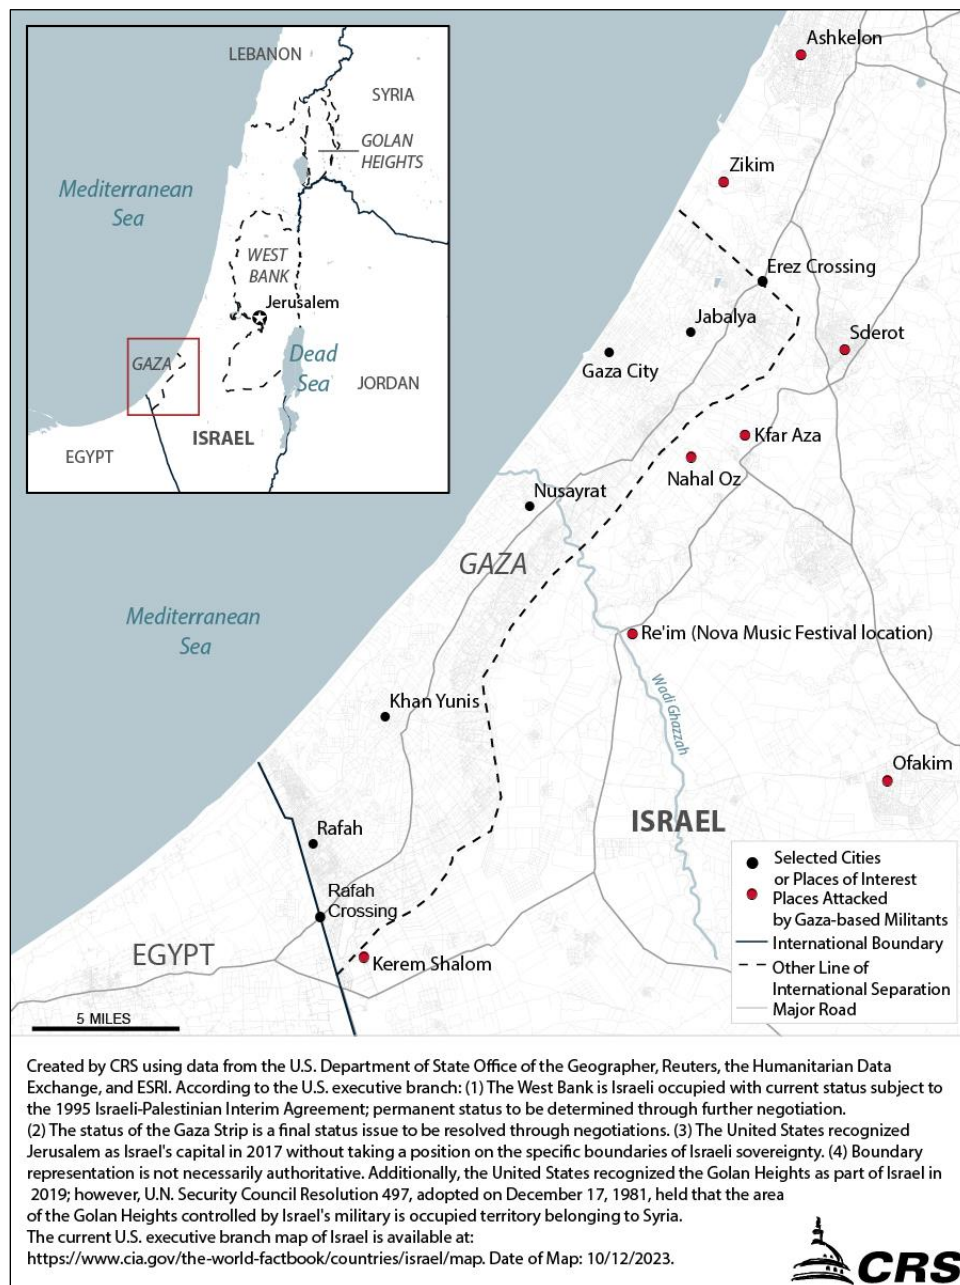 LEBANON
SYRIA
GOLAN
HEIGHTS
Mediterranean
Sea
WEST
BANK
Jerusalem
GAZA
Dead
Sea
JORDAN
ISRAEL
EGYPT
Ashkelon
Zikim
Erez Crossing
Jabalya
Sderot
Gaza City
Kfar Aza
Nahal Oz
Nusayrat
GAZA
Mediterranean
Sea
Re'im (Nova Music Festival location)
Wadi Ghazzah
Khan Yunis
Ofakim
ISRAEL
Rafah
Rafah
Crossing
EGYPT
Kerem Shalom
5 MILES
Selected Cities
or Places of Interest
Places Attacked
by Gaza-based Militants
International Boundary
Other Line of
International Separation
Major Road
Created by CRS using data from the U.S. Department of State Office of the Geographer, Reuters, the Humanitarian Data
Exchange, and ESRI. According to the U.S. executive branch: (1) The West Bank is Israeli occupied with current status subject to
the 1995 Israeli-Palestinian Interim Agreement; permanent status to be determined through further negotiation.
(2) The status of the Gaza Strip is a final status issue to be resolved through negotiations. (3) The United States recognized
Jerusalem as Israel's capital in 2017 without taking a position on the specific boundaries of Israeli sovereignty. (4) Boundary
representation is not necessarily authoritative. Additionally, the United States recognized the Golan Heights as part of Israel in
2019; however, U.N. Security Council Resolution 497, adopted on December 17, 1981, held that the area
of the Golan Heights controlled by Israel's military is occupied territory belonging to Syria.
The current U.S. executive branch map of Israel is available at:
https://www.cia.gov/the-world-factbook/countries/israel/map. Date of Map: 10/12/2023.
CRS